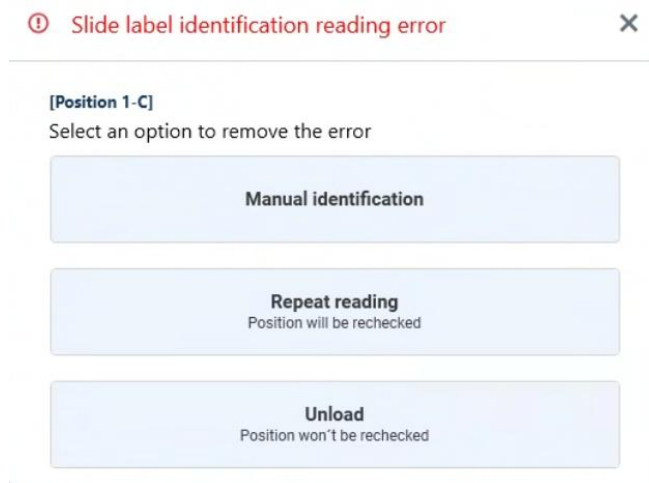 Slide label identification reading error
[Position 1-C]
Select an option to remove the error
Manual identification
Repeat reading
Position will be rechecked
Unload
Position won´t be rechecked